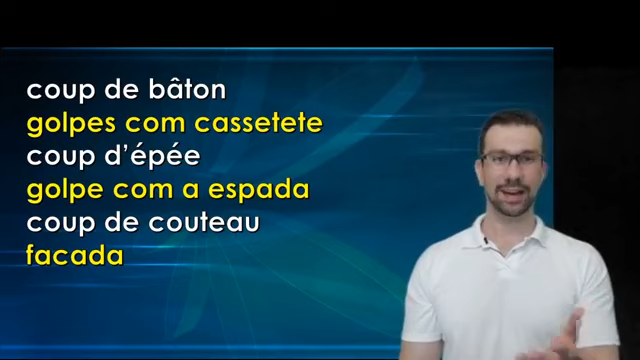 coup de bâton
golpes com cassetete
coup d'épée
golpe com a espada
coup de couteau
facada